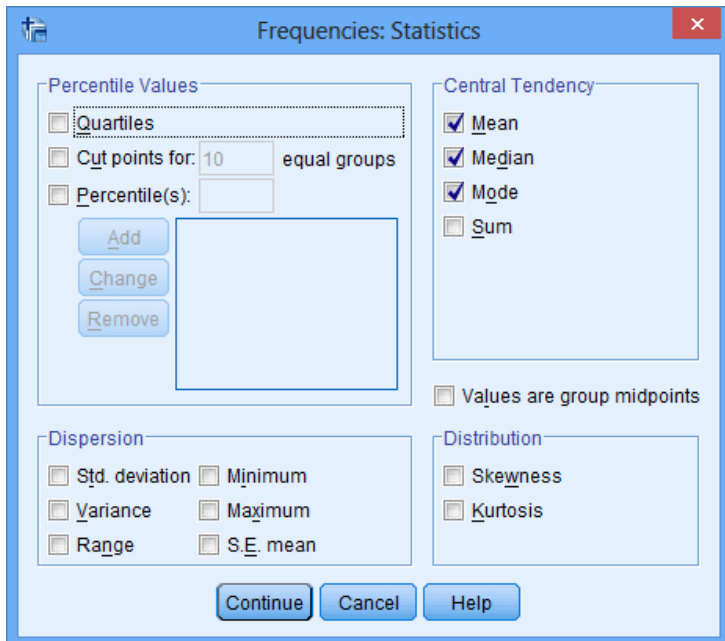 Frequencies: Statistics
Percentile Values
Quartiles
Cut points for: 10 equal groups
Percentile(s):
Add
Change
Remove
Central Tendency
Mean
Median
Mode
Sum
Values are group midpoints
Dispersion
Std. deviation Minimum
Variance Maximum
Range S.E. mean
Distribution
Skewness
Kurtosis
Continue Cancel Help